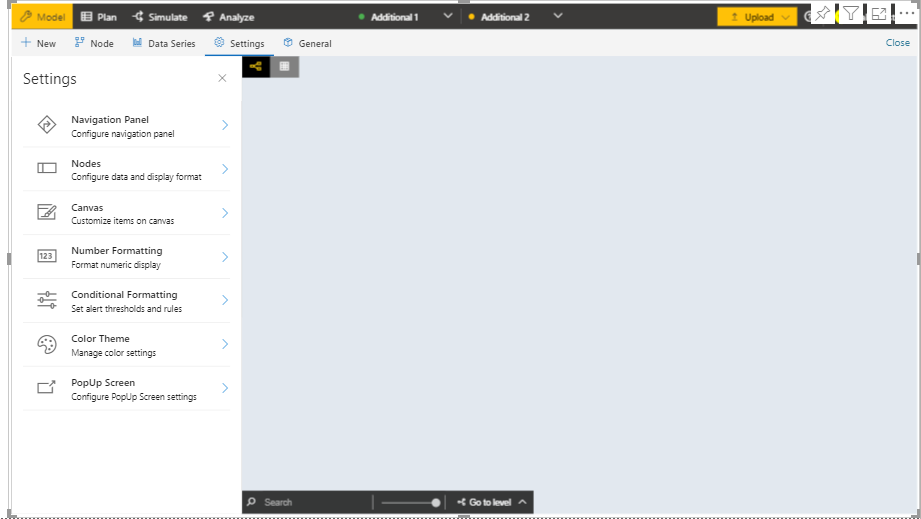 Model Plan Simulate Analyze Additional 1 Additional 2 Upload
New Node Data Series Settings General Close
Settings
Navigation Panel
Configure navigation panel
Nodes
Configure data and display format
Canvas
Customize items on canvas
123
Number Formatting
Format numeric display
Conditional Formatting
Set alert thresholds and rules
Color Theme
Manage color settings
PopUp Screen
Configure PopUp Screen settings
Search Go to level